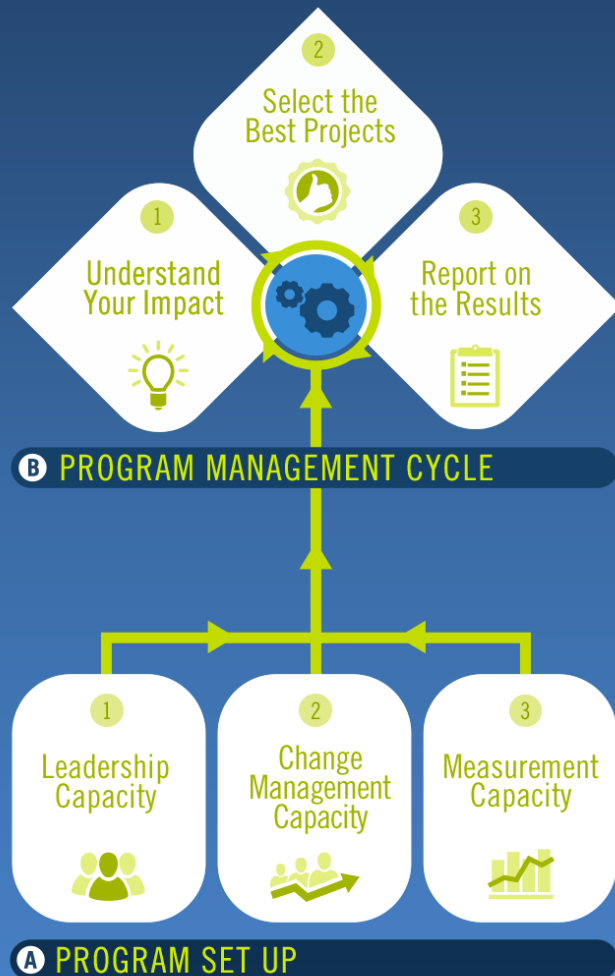 2
Select the
Best Projects
1
Understand
Your Impact
3
Report on
the Results
B PROGRAM MANAGEMENT CYCLE
1
Leadership
Capacity
2
Change
Management
Capacity
3
Measurement
Capacity
A PROGRAM SET UP